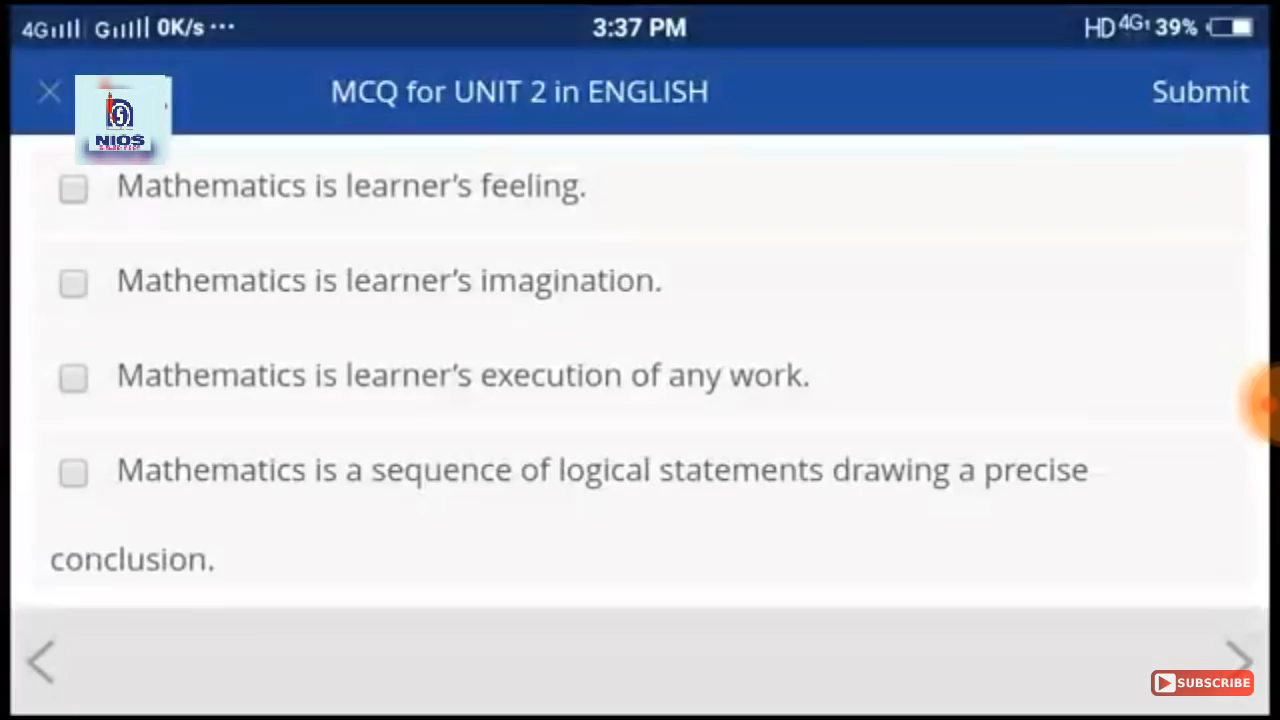 4G G 0K/s ... 3:37 PM HD 4G 39%
MCQ for UNIT 2 in ENGLISH Submit
NIOS
Mathematics is learner's feeling.
Mathematics is learner's imagination.
Mathematics is learner's execution of any work.
Mathematics is a sequence of logical statements drawing a precise
conclusion.
SUBSCRIBE